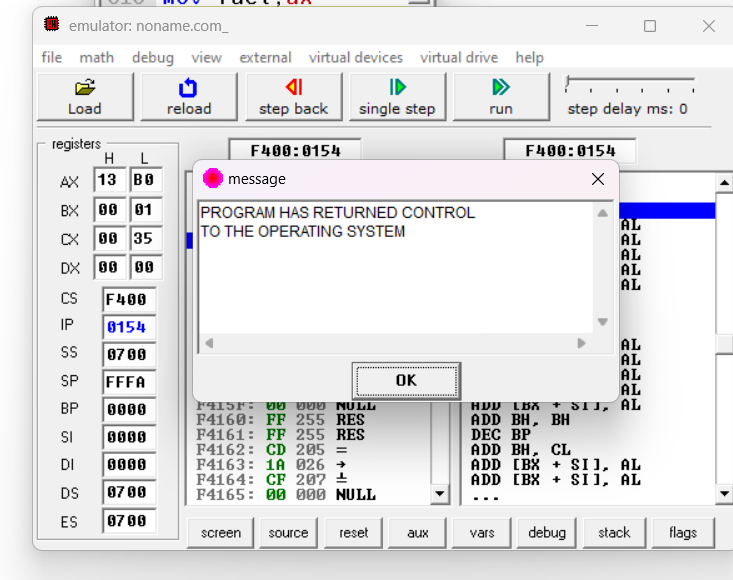 010 mov fact,ax
emulator: noname.com_
file math debug view external virtual devices virtual drive help
Load reload step back single step run step delay ms: 0
registers
H L
F400:0154 F400:0154
AX 13 B0
BX 00 01
CX 00 35
DX 00 00
CS F400
IP 0154
SS 0700
SP FFFA
BP 0000
SI 0000
DI 0000
DS 0700
ES 0700
message
PROGRAM HAS RETURNED CONTROL
TO THE OPERATING SYSTEM
OK
AL
AL
AL
AL
AL
AL
AL
AL
AL
F415F: 00 000 NULL ADD [BX + SI], AL
F4160: FF 255 RES ADD BH, BH
F4161: FF 255 RES DEC BP
F4162: CD 205 = ADD BH, CL
F4163: 1A 026 → ADD [BX + SI], AL
F4164: CF 207 ╧ ADD [BX + SI], AL
F4165: 00 000 NULL ...
screen source reset aux vars debug stack flags